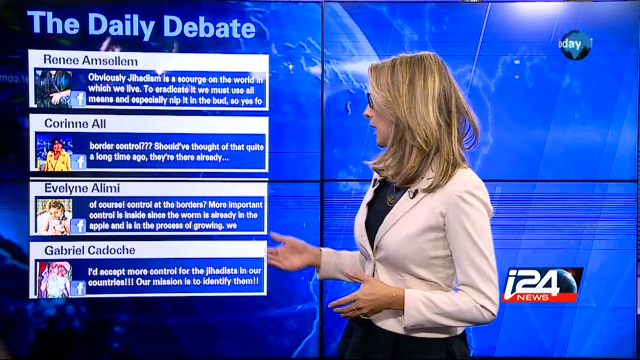 The Daily Debate
Renee Amsellem
Obviously Jihadism is a scourge on the world in
which we live. To eradicate it we must use all
means and especially nip it in the bud, so yes fo
Corinne All
border control??? Should've thought of that quite
a long time ago, they're there already...
Evelyne Alimi
of course! control at the borders? More important
control is inside since the worm is already in the
apple and is in the process of growing. we
Gabriel Cadoche
I'd accept more control for the jihadists in our
countries!!! Our mission is to identify them!!
day
i24
NEWS